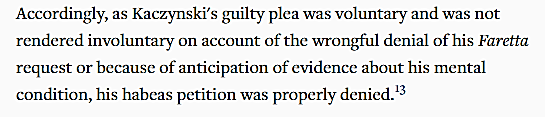 Accordingly, as Kaczynski's guilty plea was voluntary and was not
rendered involuntary on account of the wrongful denial of his Faretta
request or because of anticipation of evidence about his mental
condition, his habeas petition was properly denied.¹³